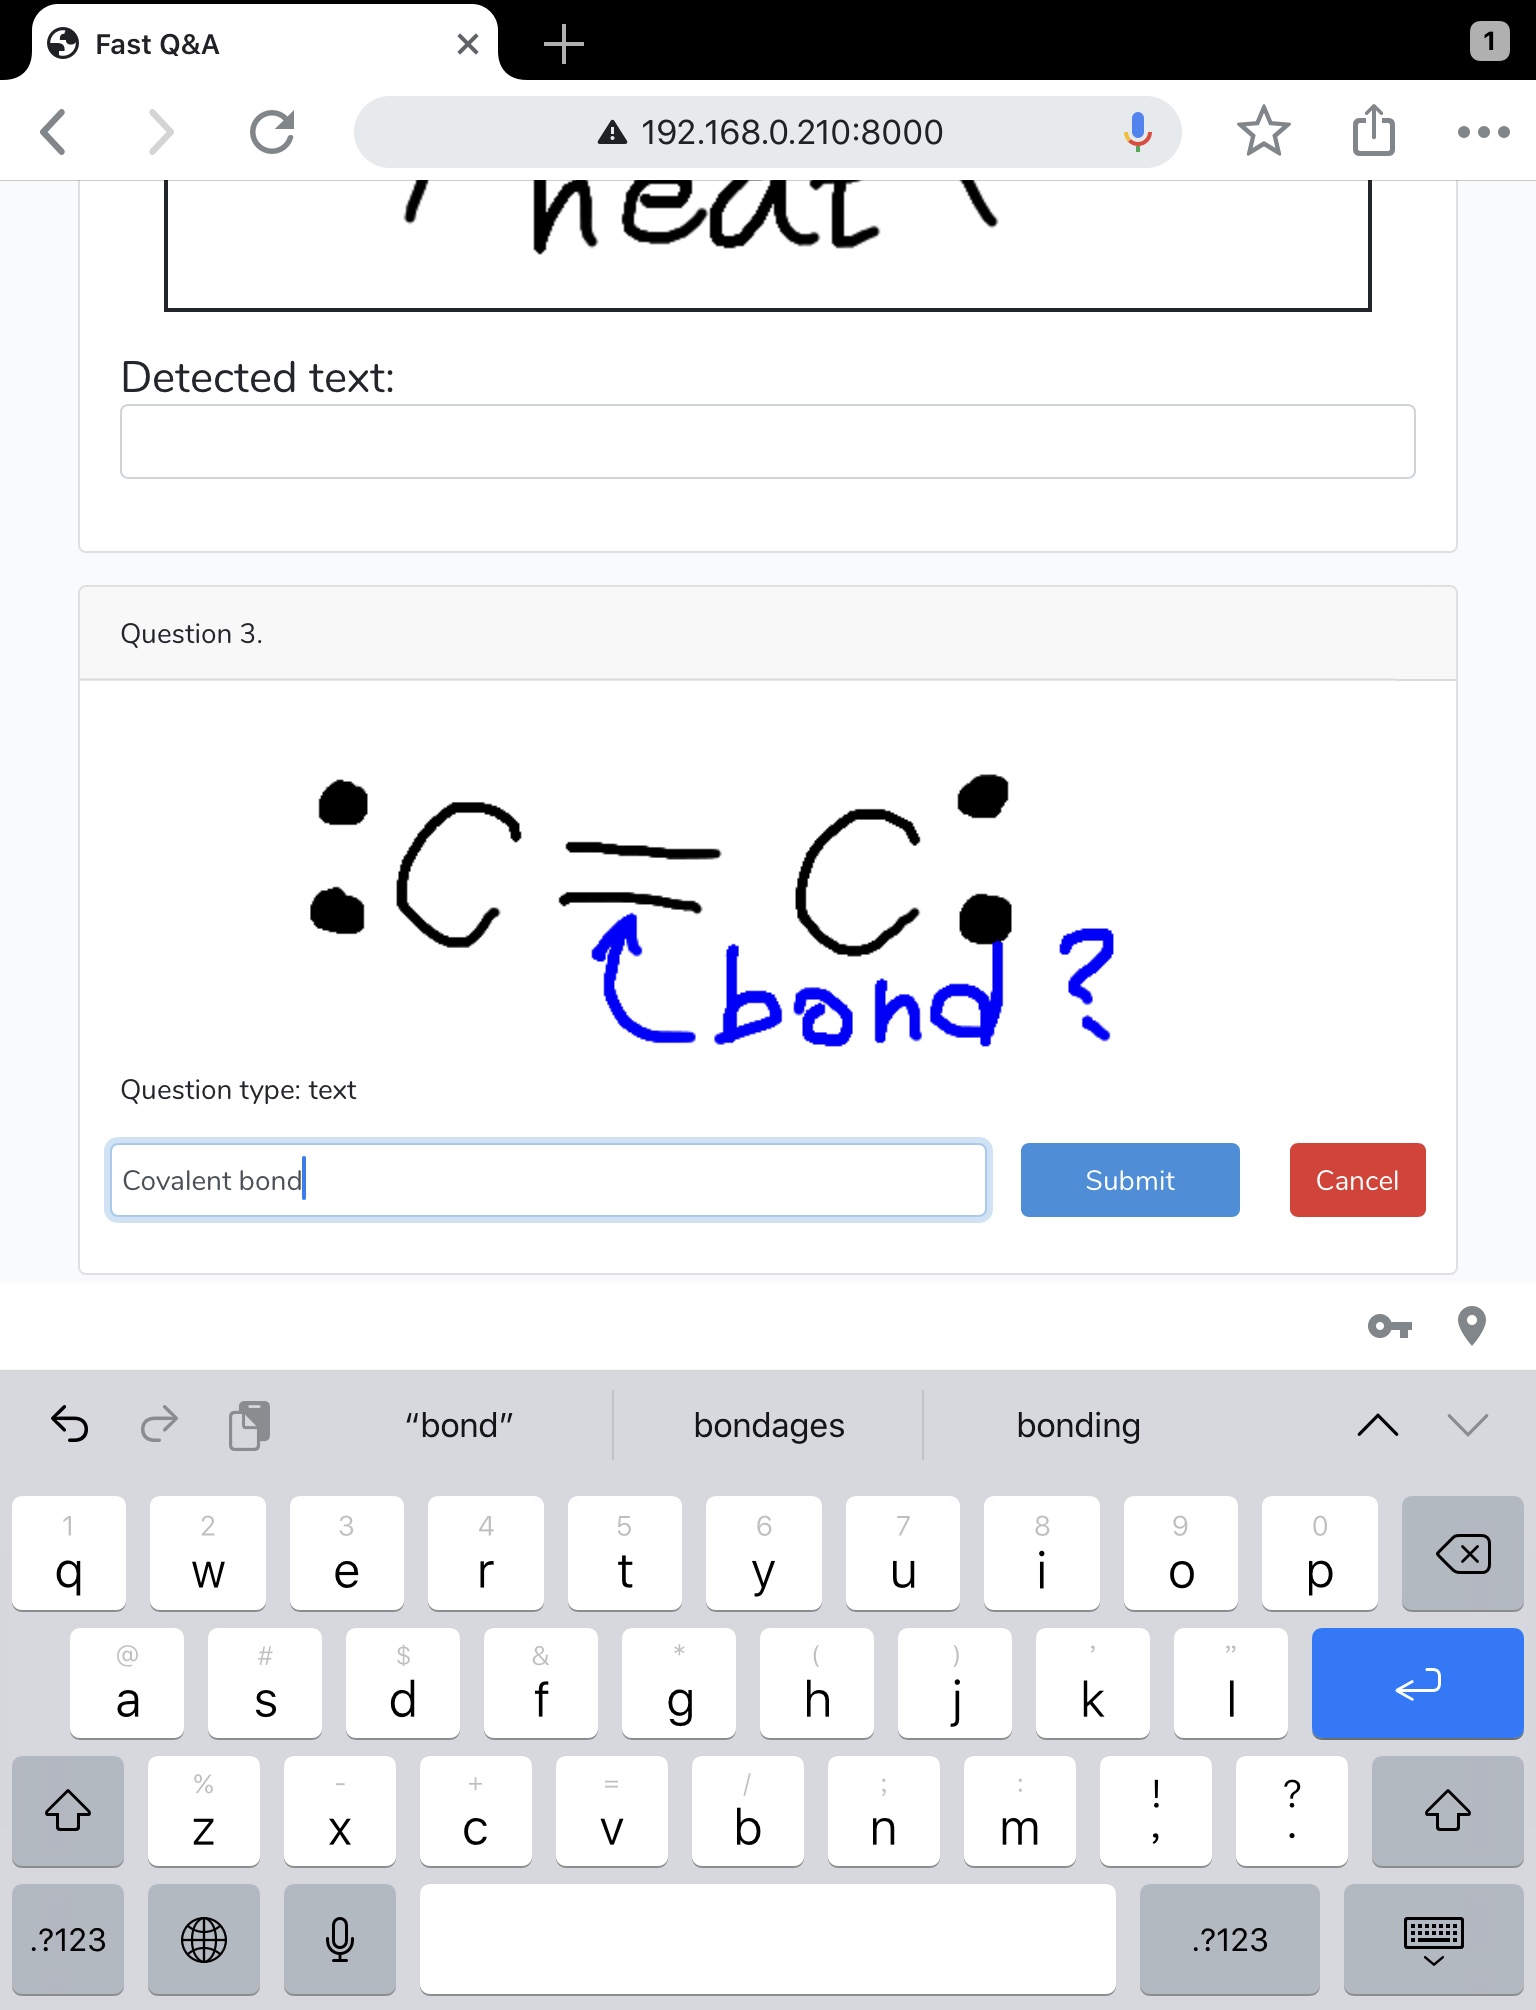 Fast Q&A
1
192.168.0.210:8000
heat
Detected text:
Question 3.
:C=C:
bond?
Question type: text
Covalent bond
Submit
Cancel
“bond”
bondages
bonding
1 2 3 4 5 6 7 8 9 0
q w e r t y u i o p
@ # $ & * ( ) ’ ”
a s d f g h j k l
% - + = / ; : ! ?
z x c v b n m , .
.?123
.?123